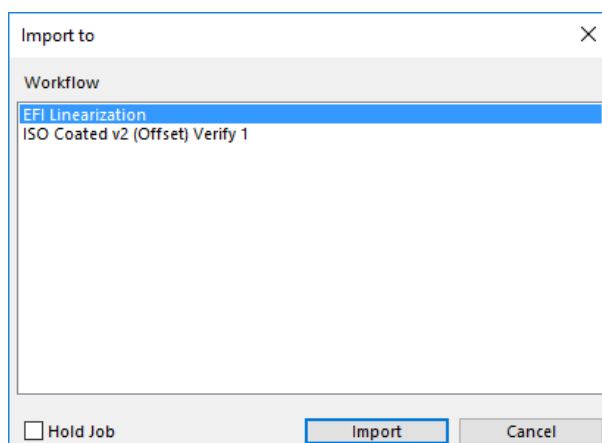 Import to
Workflow
EFI Linearization
ISO Coated v2 (Offset) Verify 1
Hold Job
Import
Cancel